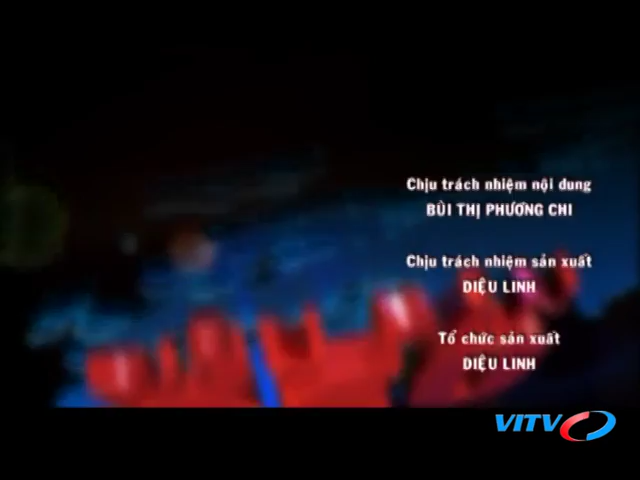 Chịu trách nhiệm nội dung
BÙI THỊ PHƯƠNG CHI
Chịu trách nhiệm sản xuất
DIỆU LINH
Tổ chức sản xuất
DIỆU LINH
VITV